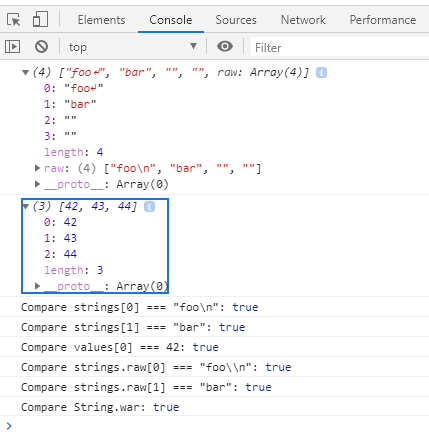 Elements Console Sources Network Performance
top ▼ Filter
▼(4) ["foo↵", "bar", "", "", raw: Array(4)] i
0: "foo↵"
1: "bar"
2: ""
3: ""
length: 4
▶ raw: (4) ["foo\n", "bar", "", ""]
▶ __proto__: Array(0)
▼(3) [42, 43, 44] i
0: 42
1: 43
2: 44
length: 3
▶ __proto__: Array(0)
Compare strings[0] === "foo\n": true
Compare strings[1] === "bar": true
Compare values[0] === 42: true
Compare strings.raw[0] === "foo\\n": true
Compare strings.raw[1] === "bar": true
Compare String.war: true
>